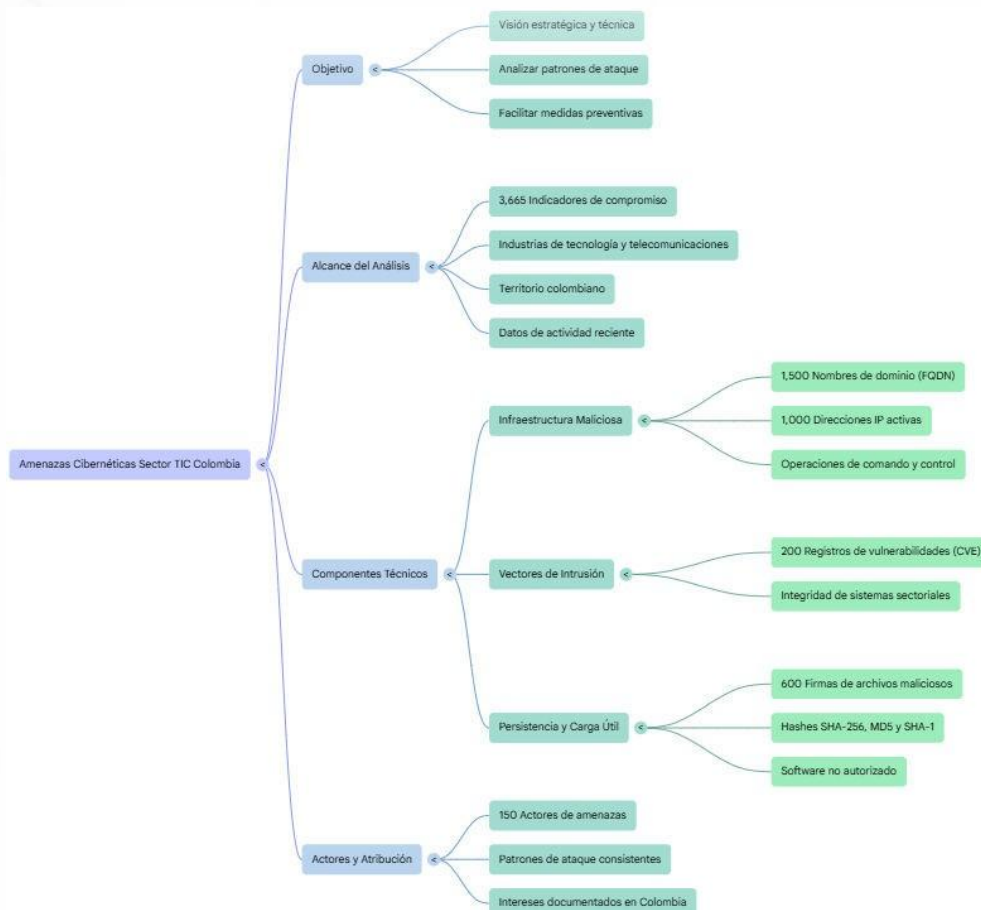 Amenazas Cibernéticas Sector TIC Colombia
<
Objetivo
<
Visión estratégica y técnica
Analizar patrones de ataque
Facilitar medidas preventivas
Alcance del Análisis
<
3,665 Indicadores de compromiso
Industrias de tecnología y telecomunicaciones
Territorio colombiano
Datos de actividad reciente
Componentes Técnicos
<
Infraestructura Maliciosa
<
1,500 Nombres de dominio (FQDN)
1,000 Direcciones IP activas
Operaciones de comando y control
Vectores de Intrusión
<
200 Registros de vulnerabilidades (CVE)
Integridad de sistemas sectoriales
Persistencia y Carga Útil
<
600 Firmas de archivos maliciosos
Hashes SHA-256, MD5 y SHA-1
Software no autorizado
Actores y Atribución
<
150 Actores de amenazas
Patrones de ataque consistentes
Intereses documentados en Colombia